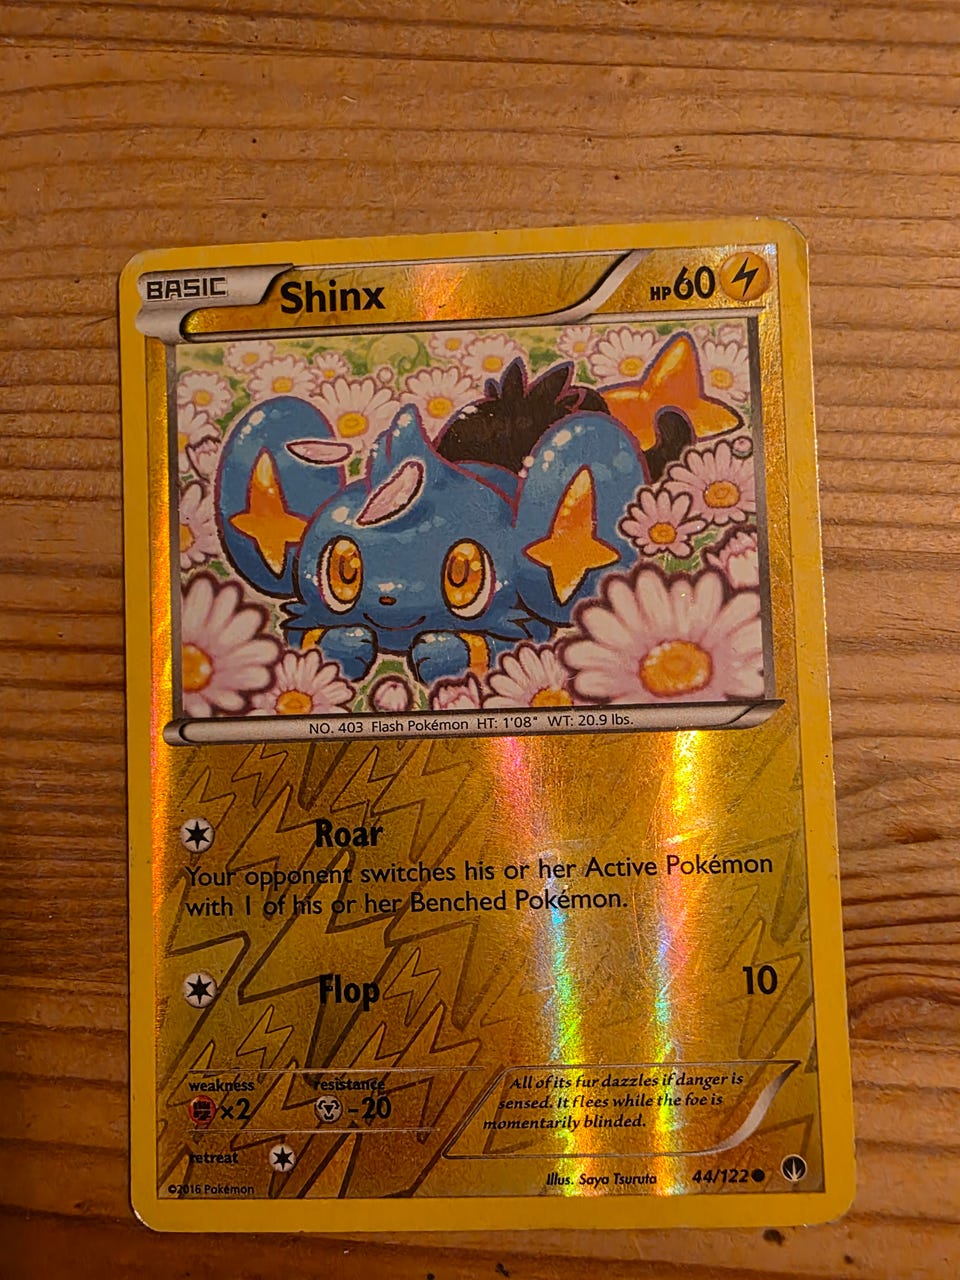 BASIC Shinx HP60
NO. 403 Flash Pokémon HT: 1'08" WT: 20.9 lbs.
Roar
Your opponent switches his or her Active Pokémon
with 1 of his or her Benched Pokémon.
Flop 10
weakness resistance
×2 -20
retreat
All of its fur dazzles if danger is
sensed. It flees while the foe is
momentarily blinded.
Illus. Saya Tsuruta 44/122
©2016 Pokémon